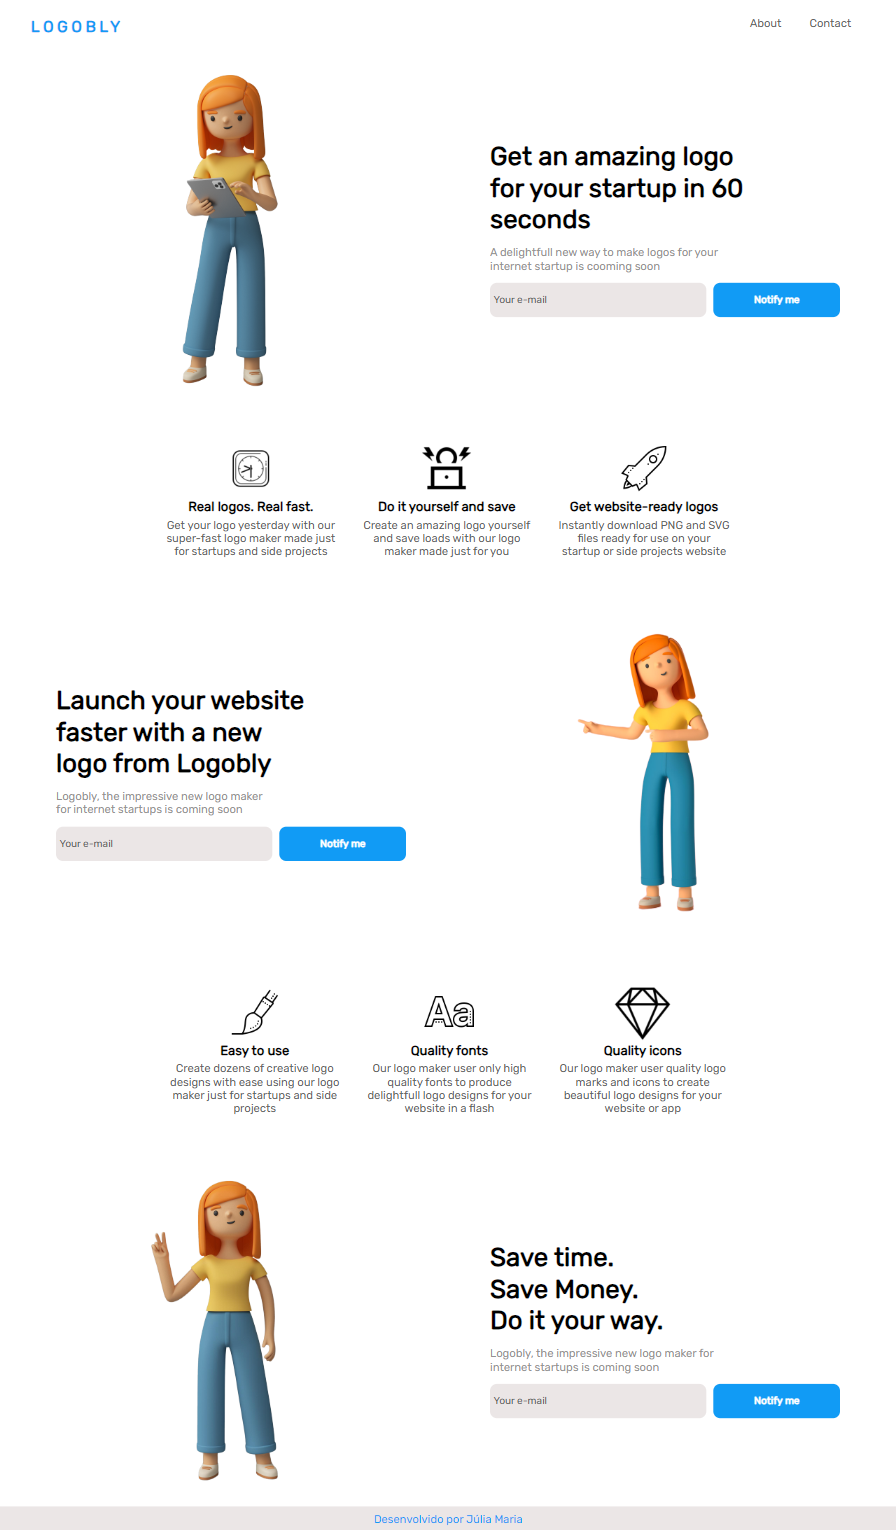 LOGOBLY
About
Contact
Get an amazing logo
for your startup in 60
seconds
A delightfull new way to make logos for your
internet startup is cooming soon
Your e-mail
Notify me
Real logos. Real fast.
Get your logo yesterday with our
super-fast logo maker made just
for startups and side projects
Do it yourself and save
Create an amazing logo yourself
and save loads with our logo
maker made just for you
Get website-ready logos
Instantly download PNG and SVG
files ready for use on your
startup or side projects website
Launch your website
faster with a new
logo from Logobly
Logobly, the impressive new logo maker
for internet startups is coming soon
Your e-mail
Notify me
Aa
Easy to use
Create dozens of creative logo
designs with ease using our logo
maker just for startups and side
projects
Quality fonts
Our logo maker user only high
quality fonts to produce
delightfull logo designs for your
website in a flash
Quality icons
Our logo maker user quality logo
marks and icons to create
beautiful logo designs for your
website or app
Save time.
Save Money.
Do it your way.
Logobly, the impressive new logo maker for
internet startups is coming soon
Your e-mail
Notify me
Desenvolvido por Júlia Maria